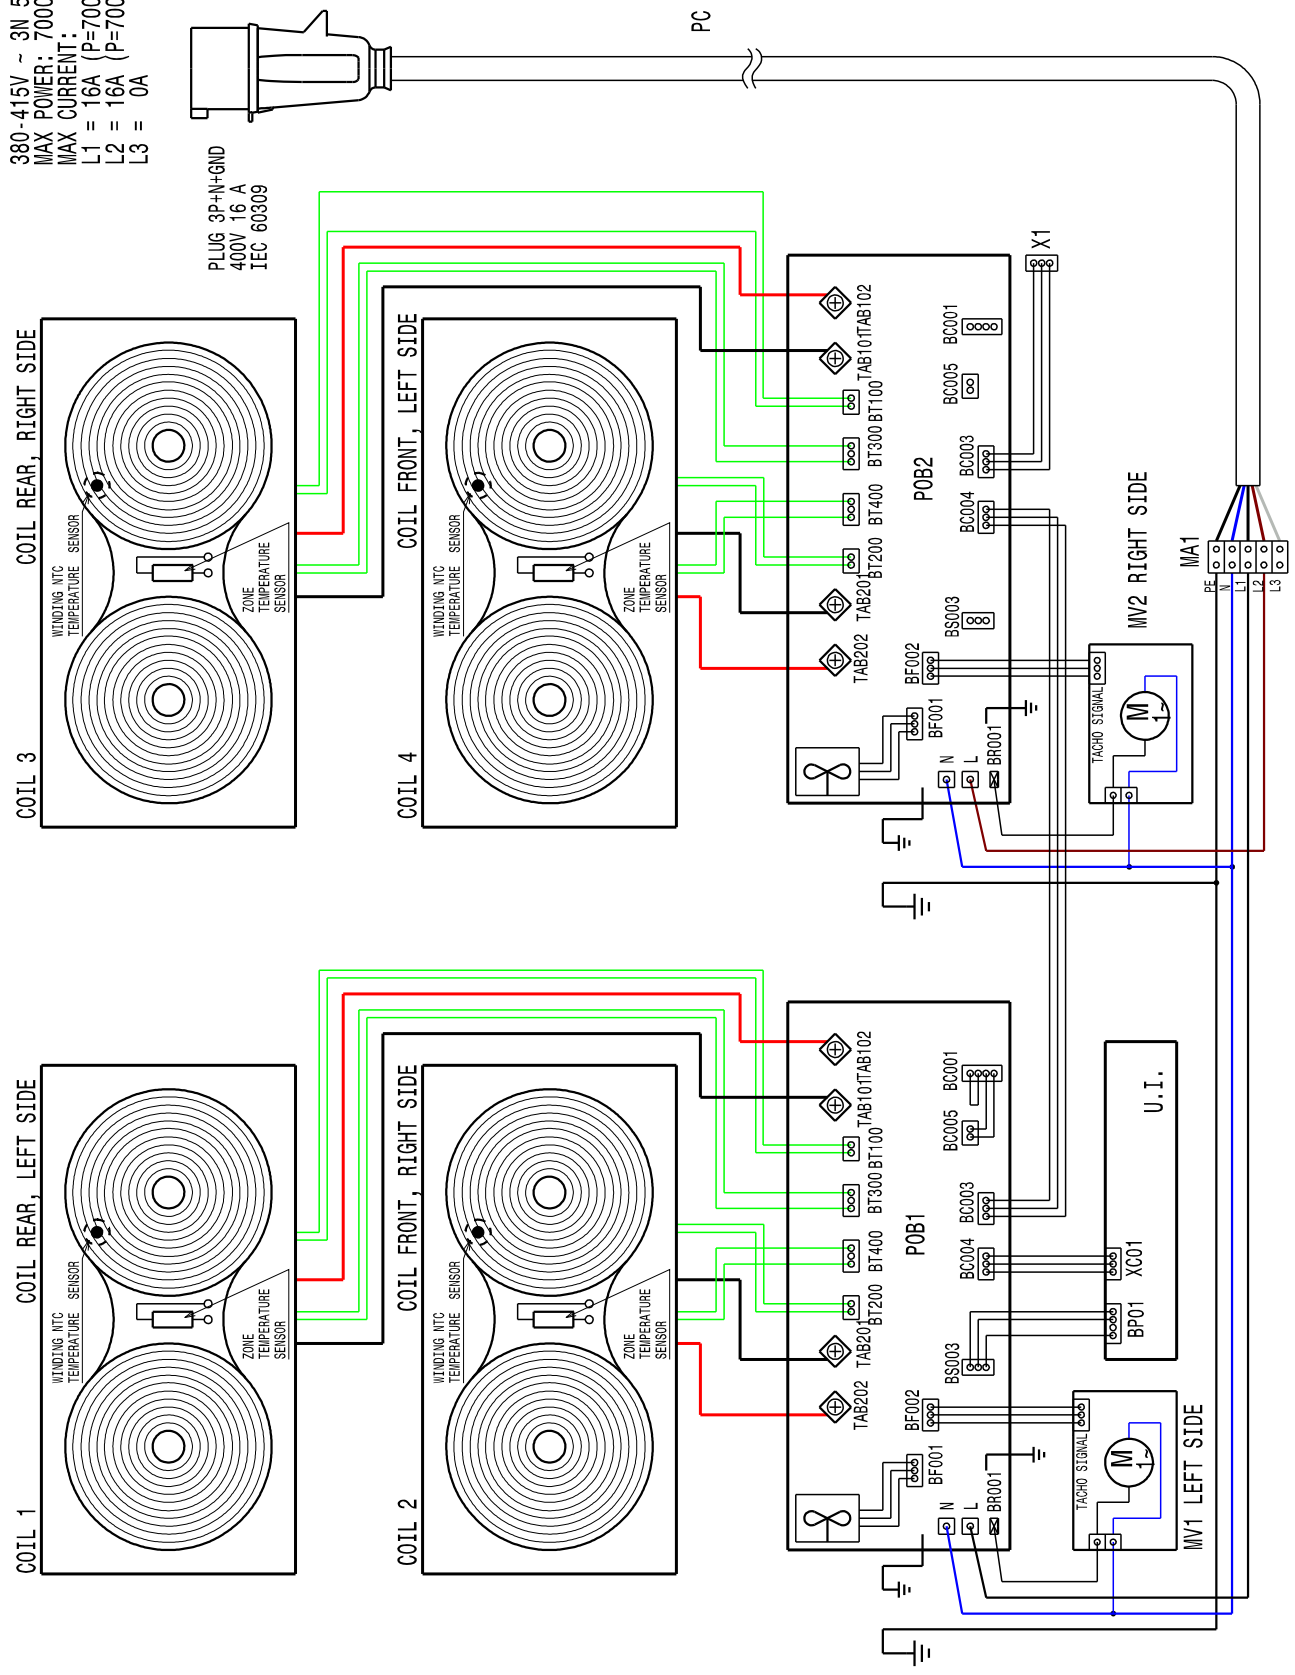 380-415V ~ 3N
MAX POWER:
MAX CURRENT:
L1 = 16A
L2 = 16A
L3 = 0A
PLUG 3P+N+GND
400V 16 A
IEC 60309
PC
COIL 1
COIL REAR, LEFT SIDE
WINDING NTC
TEMPERATURE SENSOR
ZONE
TEMPERATURE
SENSOR
COIL 3
COIL REAR, RIGHT SIDE
WINDING NTC
TEMPERATURE SENSOR
ZONE
TEMPERATURE
SENSOR
COIL 2
COIL FRONT, RIGHT SIDE
WINDING NTC
TEMPERATURE SENSOR
ZONE
TEMPERATURE
SENSOR
COIL 4
COIL FRONT, LEFT SIDE
WINDING NTC
TEMPERATURE SENSOR
ZONE
TEMPERATURE
SENSOR
TAB202
TAB201
BT200
BT400
BT300
BT100
TAB101
TAB102
POB1
BF001
BF002
BS003
BC004
BC003
BC005
BC001
N
L
BR001
TAB202
TAB201
BT200
BT400
BT300
BT100
TAB101
TAB102
POB2
BF001
BF002
BS003
BC004
BC003
BC005
BC001
N
L
BR001
X1
TACHO SIGNAL
M
1~
MV1 LEFT SIDE
BP01
XC01
U.I.
TACHO SIGNAL
M
1~
MV2 RIGHT SIDE
MA1
PE
N
L1
L2
L3